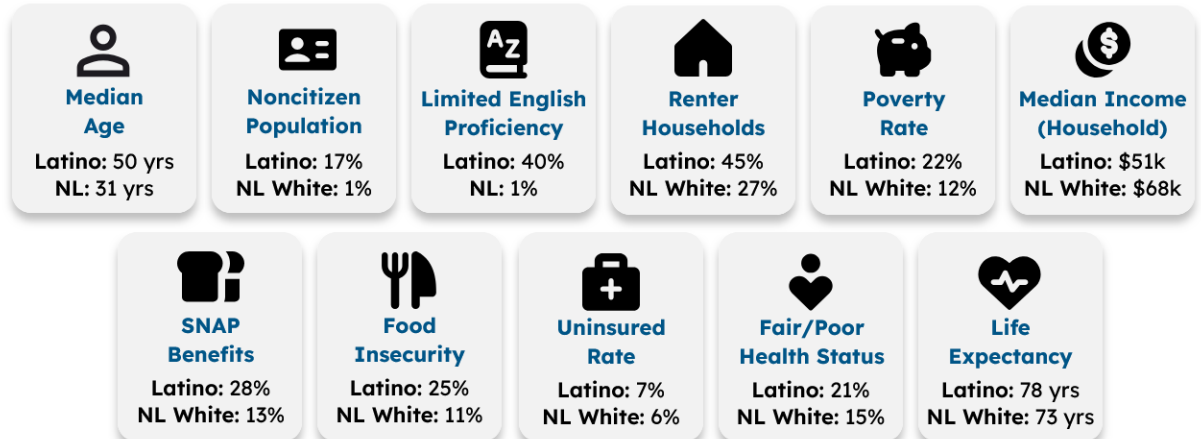 A Z
$
Median
Age
Latino: 50 yrs
NL: 31 yrs
Noncitizen
Population
Latino: 17%
NL White: 1%
Limited English
Proficiency
Latino: 40%
NL: 1%
Renter
Households
Latino: 45%
NL White: 27%
Poverty
Rate
Latino: 22%
NL White: 12%
Median Income
(Household)
Latino: $51k
NL White: $68k
SNAP
Benefits
Latino: 28%
NL White: 13%
Food
Insecurity
Latino: 25%
NL White: 11%
Uninsured
Rate
Latino: 7%
NL White: 6%
Fair/Poor
Health Status
Latino: 21%
NL White: 15%
Life
Expectancy
Latino: 78 yrs
NL White: 73 yrs